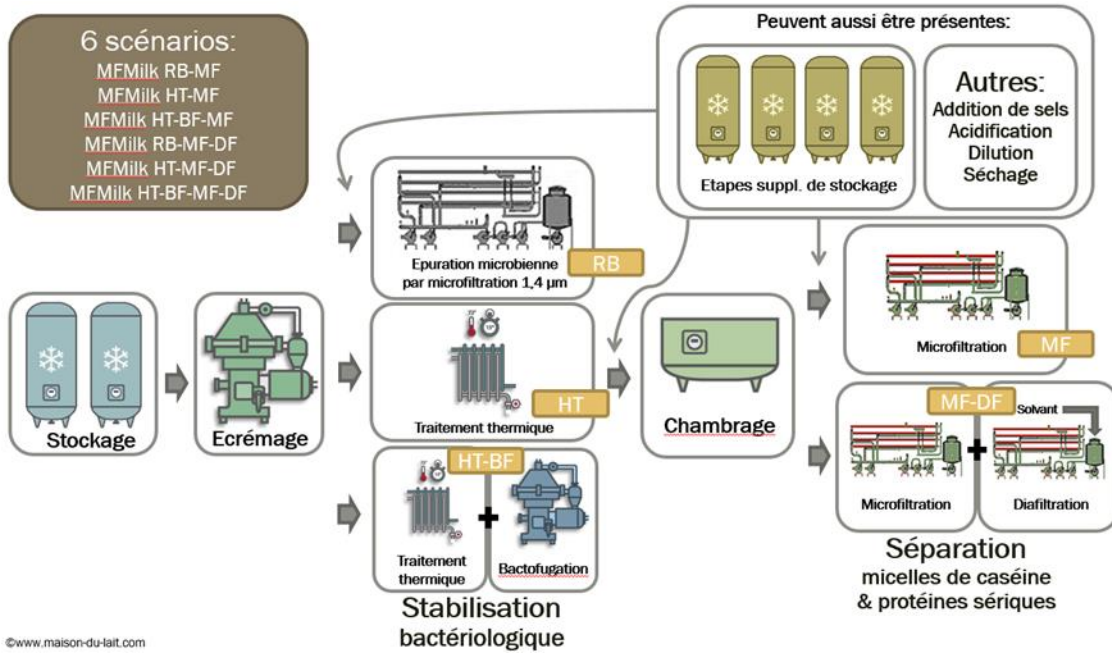 6 scénarios:
MFMilk RB-MF
MFMilk HT-MF
MFMilk HT-BF-MF
MFMilk RB-MF-DF
MFMilk HT-MF-DF
MFMilk HT-BF-MF-DF
Peuvent aussi être présentes:
Etapes suppl. de stockage
Autres:
Addition de sels
Acidification
Dilution
Séchage
Epuration microbienne
par microfiltration 1,4 µm
RB
Stockage
Ecrémage
Traitement thermique
HT
HT-BF
Traitement
thermique
+
Bactofugation
Stabilisation
bactériologique
Chambrage
Microfiltration
MF
MF-DF
Solvant
Microfiltration
+
Diafiltration
Séparation
micelles de caséine
& protéines sériques
©www.maison-du-lait.com